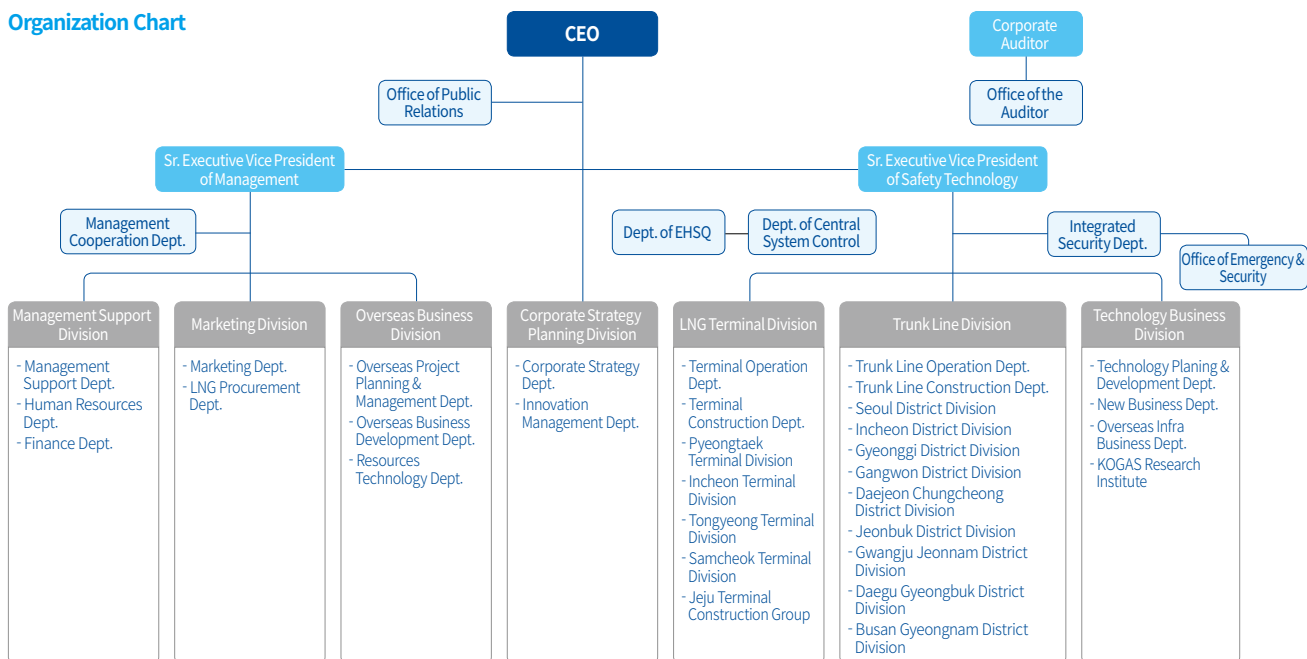 Organization Chart
CEO
Corporate
Auditor
Office of Public
Relations
Office of the
Auditor
Sr. Executive Vice President
of Management
Sr. Executive Vice President
of Safety Technology
Management
Cooperation Dept.
Dept. of EHSQ
Dept. of Central
System Control
Integrated
Security Dept.
Office of Emergency &
Security
Management Support
Division
- Management
Support Dept.
- Human Resources
Dept.
- Finance Dept.
Marketing Division
- Marketing Dept.
- LNG Procurement
Dept.
Overseas Business
Division
- Overseas Project
Planning &
Management Dept.
- Overseas Business
Development Dept.
- Resources
Technology Dept.
Corporate Strategy
Planning Division
- Corporate Strategy
Dept.
- Innovation
Management Dept.
LNG Terminal Division
- Terminal Operation
Dept.
- Terminal
Construction Dept.
- Pyeongtaek
Terminal Division
- Incheon Terminal
Division
- Tongyeong Terminal
Division
- Samcheok Terminal
Division
- Jeju Terminal
Construction Group
Trunk Line Division
- Trunk Line Operation Dept.
- Trunk Line Construction Dept.
- Seoul District Division
- Incheon District Division
- Gyeonggi District Division
- Gangwon District Division
- Daejeon Chungcheong
District Division
- Jeonbuk District Division
- Gwangju Jeonnam District
Division
- Daegu Gyeongbuk District
Division
- Busan Gyeongnam District
Division
Technology Business
Division
- Technology Planing &
Development Dept.
- New Business Dept.
- Overseas Infra
Business Dept.
- KOGAS Research
Institute